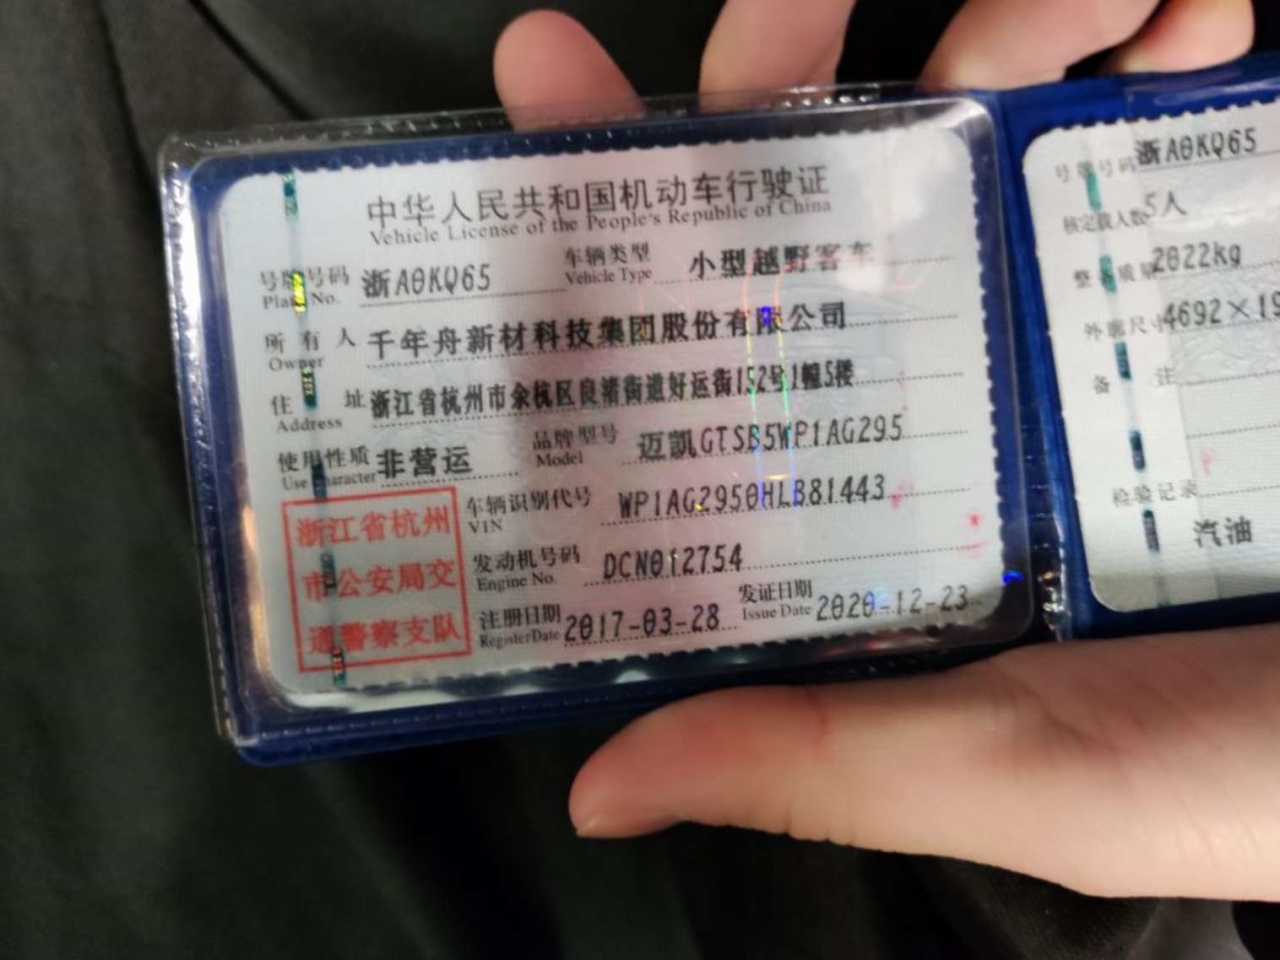 中华人民共和国机动车行驶证
Vehicle License of the People's Republic of China
号牌号码 浙A0KQ65 车辆类型 小型越野客车
Plate No. Vehicle Type
所有人 千年舟新材科技集团股份有限公司
Owner
住址 浙江省杭州市余杭区良渚街道好运街152号1幢5楼
Address
使用性质 非营运 品牌型号 迈凯GTSB5WP1AG295
Use Character Model
浙江省杭州
市公安局交
通警察支队
车辆识别代号 WP1AG2950HLB81443
VIN
发动机号码 DCN012754
Engine No.
注册日期 2017-03-28 发证日期 2020-12-23
Register Date Issue Date
号牌号码 浙A0KQ65
核定载人数 5人
整备质量 2022kg
外廓尺寸 4692×19
备注
检验记录
汽油